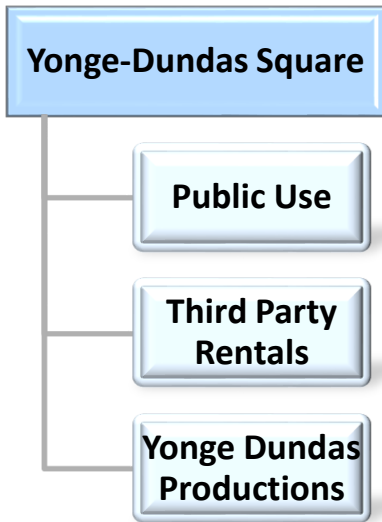 Yonge-Dundas Square
Public Use
Third Party
Rentals
Yonge Dundas
Productions